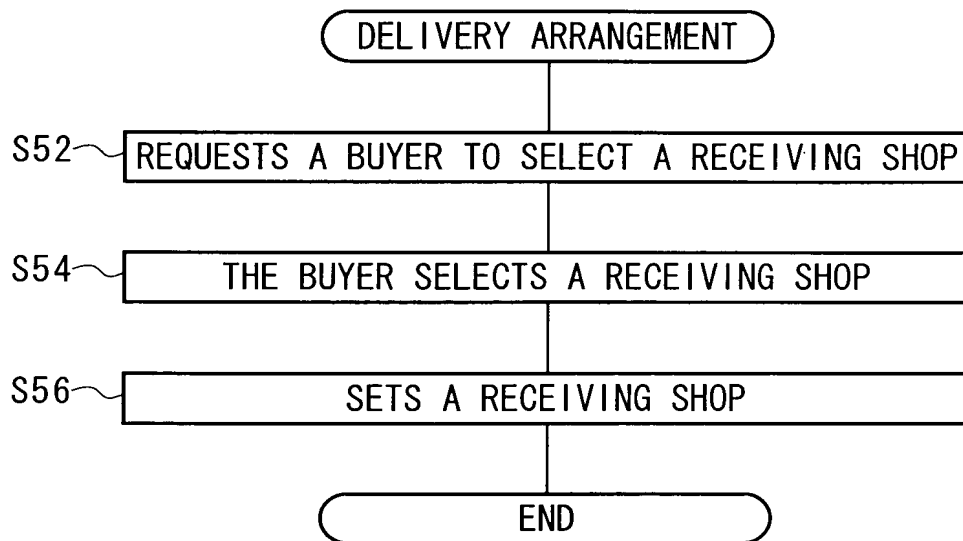 DELIVERY ARRANGEMENT
S52 REQUESTS A BUYER TO SELECT A RECEIVING SHOP
S54 THE BUYER SELECTS A RECEIVING SHOP
S56 SETS A RECEIVING SHOP
END